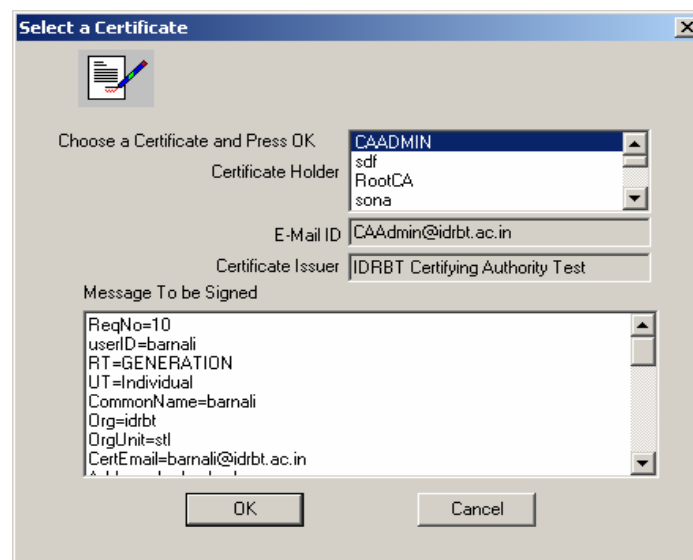 Select a Certificate
Choose a Certificate and Press OK
CAADMIN
sdf
RootCA
sona
Certificate Holder
E-Mail ID
CAAdmin@idrbt.ac.in
Certificate Issuer
IDRBT Certifying Authority Test
Message To be Signed
ReqNo=10
userID=barnali
RT=GENERATION
UT=Individual
CommonName=barnali
Org=idrbt
OrgUnit=stl
CertEmail=barnali@idrbt.ac.in
OK
Cancel